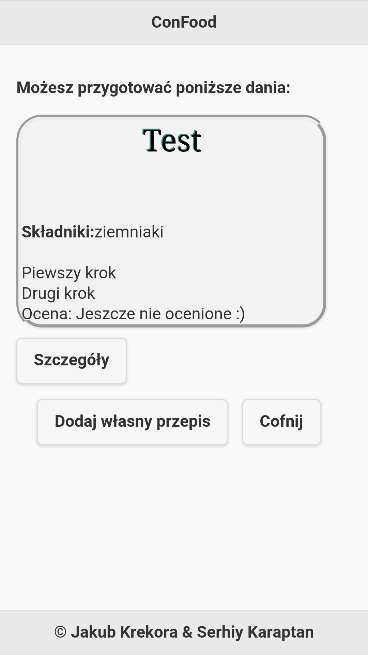 ConFood
Możesz przygotować poniższe dania:
Test
Składniki:ziemniaki
Piewszy krok
Drugi krok
Ocena: Jeszcze nie ocenione :)
Szczegóły
Dodaj własny przepis Cofnij
© Jakub Krekora & Serhiy Karaptan